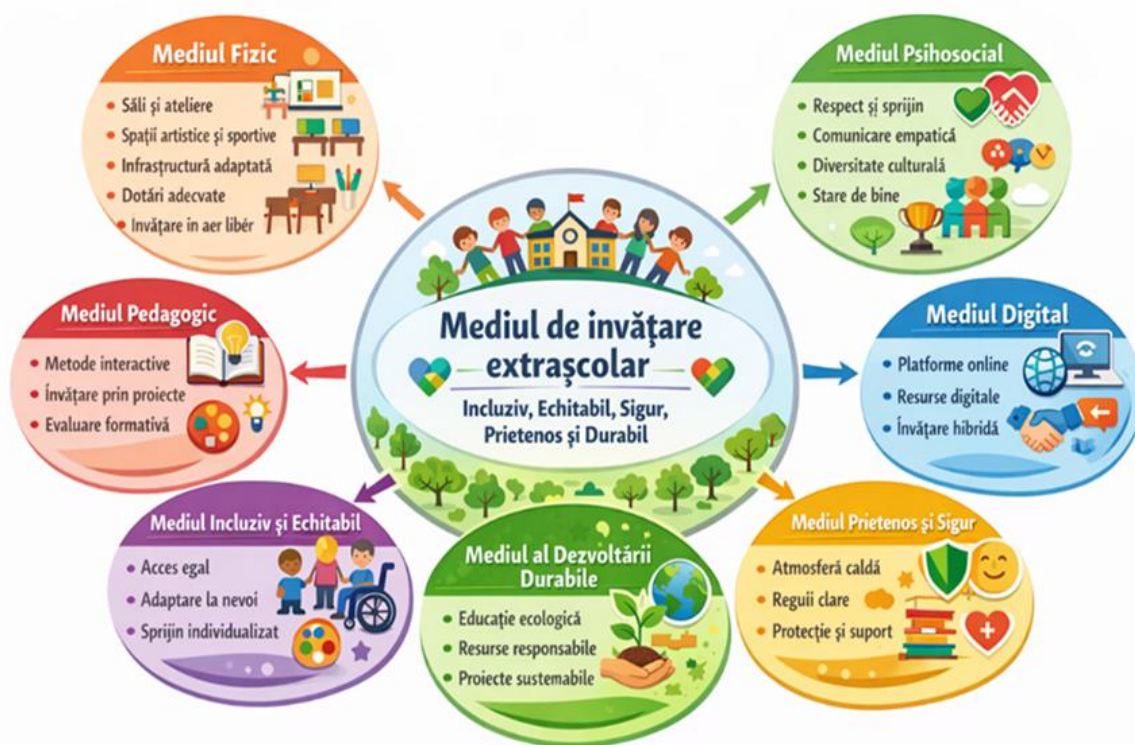 Mediul Fizic
• Săli și ateliere
• Spații artistice și sportive
• Infrastructură adaptată
• Dotări adecvate
• Invățare in aer libér
Mediul Psihosocial
• Respect și sprijin
• Comunicare empatică
• Diversitate culturală
• Stare de bine
Mediul de invățare
extrașcolar
Incluziv, Echitabil, Sigur,
Prietenos și Durabil
Mediul Pedagogic
• Metode interactive
• Învățare prin proiecte
• Evaluare formativă
Mediul Digital
• Platforme online
• Resurse digitale
• Învățare hibridă
Mediul Incluziv și Echitabil
• Acces egal
• Adaptare la nevoi
• Sprijin individualizat
Mediul al Dezvoltării
Durabile
• Educație ecologică
• Resurse responsabile
• Proiecte sustemabile
Mediul Prietenos și Sigur
• Atmosferă caldă
• Reguii clare
• Protecție și suport